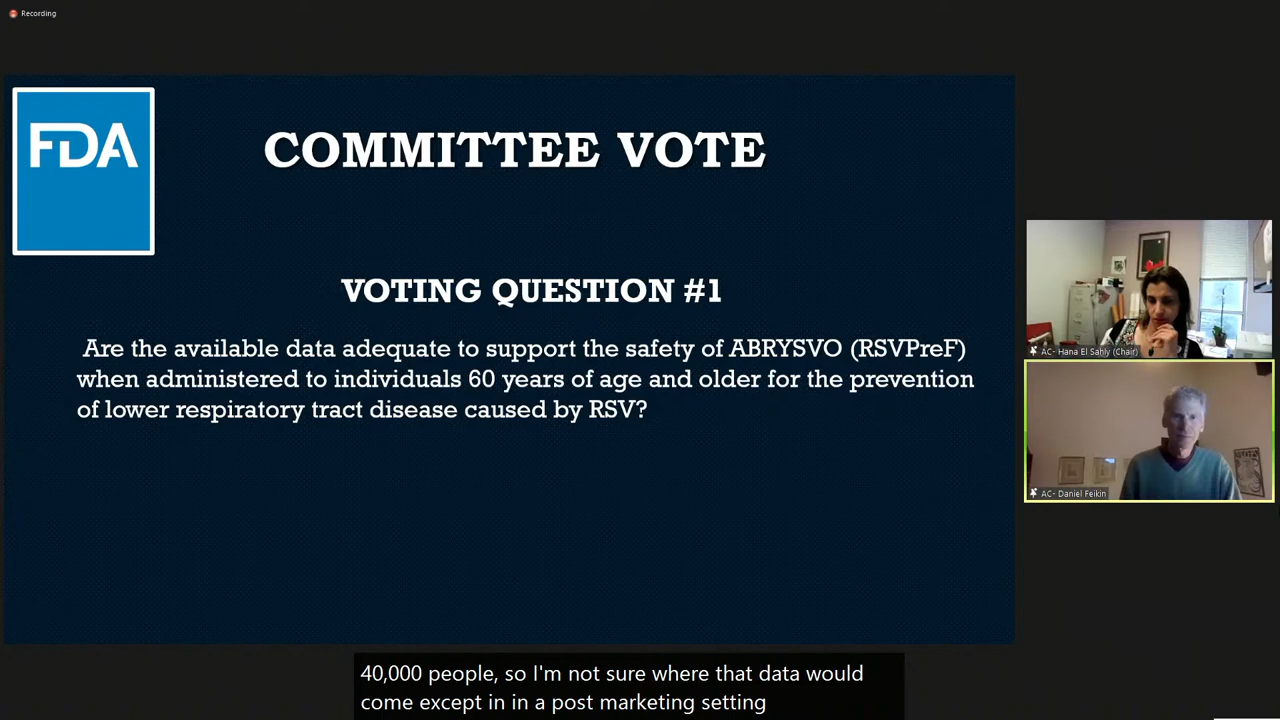 Recording
FDA
COMMITTEE VOTE
VOTING QUESTION #1
Are the available data adequate to support the safety of ABRYSVO (RSVPreF)
when administered to individuals 60 years of age and older for the prevention
of lower respiratory tract disease caused by RSV?
AC- Hana El Sahly (Chair)
AC- Daniel Feikin
40,000 people, so I'm not sure where that data would
come except in in a post marketing setting